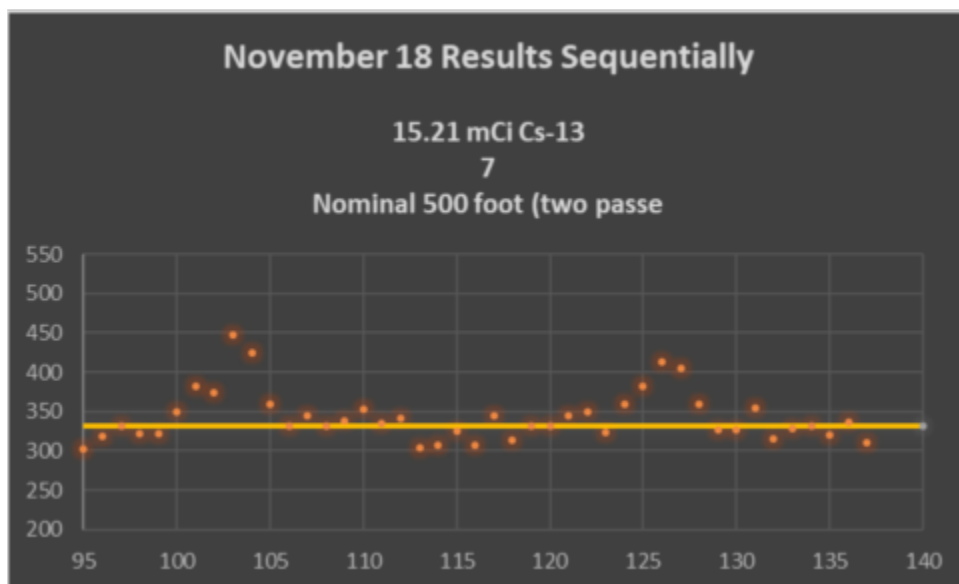 November 18 Results Sequentially
15.21 mCi Cs-13
7
Nominal 500 foot (two passe
550
500
450
400
350
300
250
200
95 100 105 110 115 120 125 130 135 140